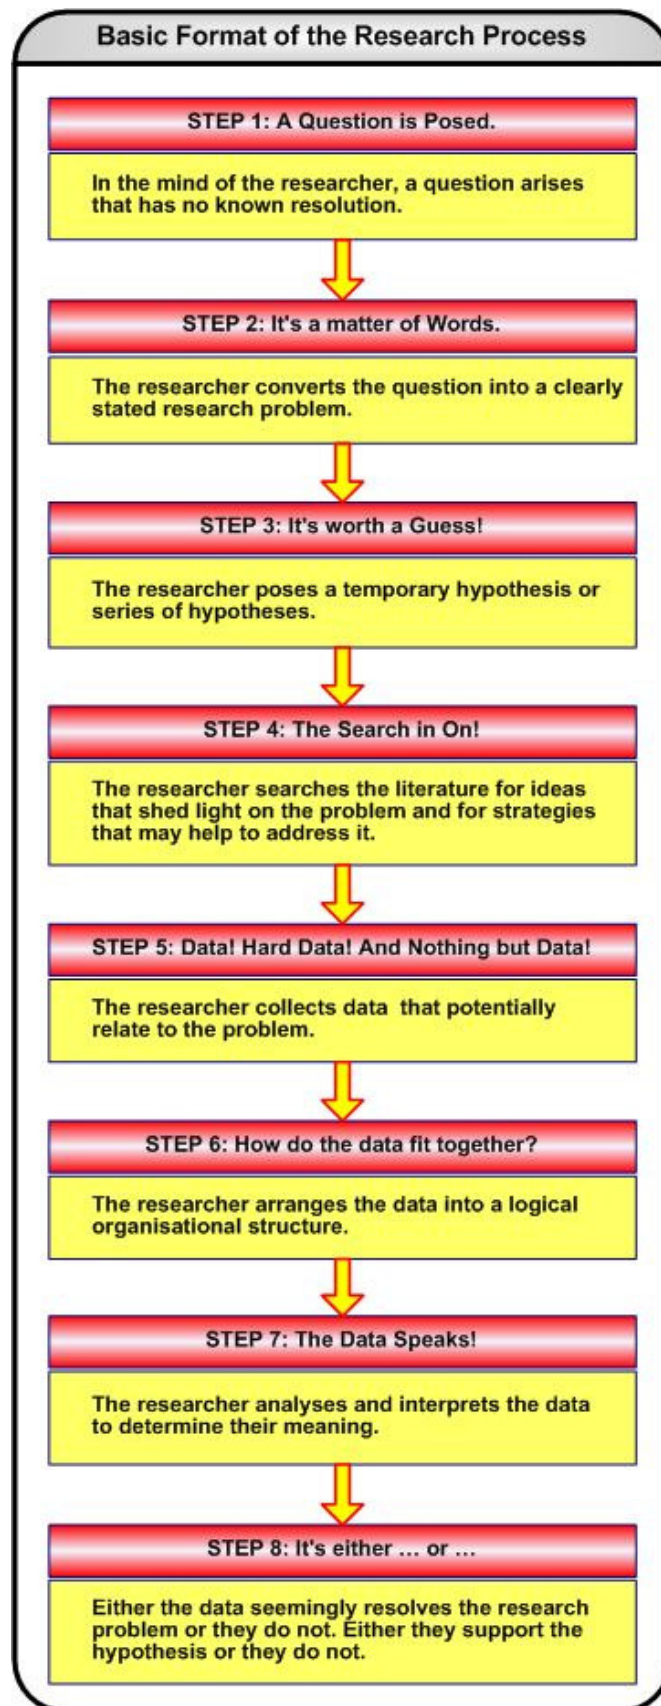 Basic Format of the Research Process
STEP 1: A Question is Posed.
In the mind of the researcher, a question arises
that has no known resolution.
STEP 2: It's a matter of Words.
The researcher converts the question into a clearly
stated research problem.
STEP 3: It's worth a Guess!
The researcher poses a temporary hypothesis or
series of hypotheses.
STEP 4: The Search in On!
The researcher searches the literature for ideas
that shed light on the problem and for strategies
that may help to address it.
STEP 5: Data! Hard Data! And Nothing but Data!
The researcher collects data  that potentially
relate to the problem.
STEP 6: How do the data fit together?
The researcher arranges the data into a logical
organisational structure.
STEP 7: The Data Speaks!
The researcher analyses and interprets the data
to determine their meaning.
STEP 8: It's either ... or ...
Either the data seemingly resolves the research
problem or they do not. Either they support the
hypothesis or they do not.